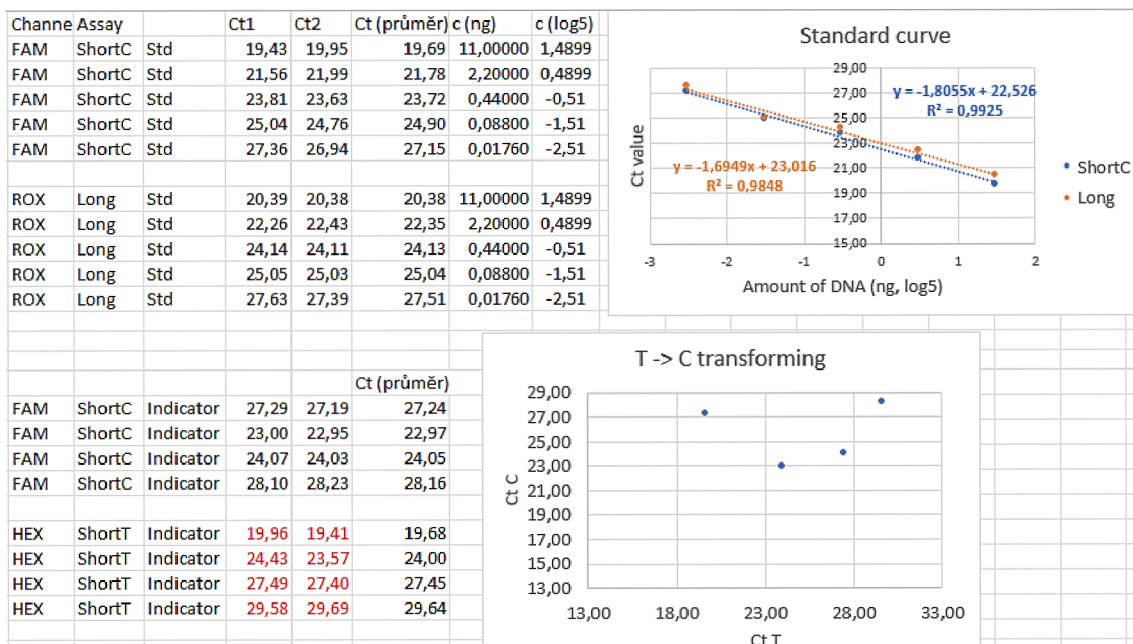 Channe Assay Ct1 Ct2 Ct (průměr) c (ng) c (log5)
FAM ShortC Std 19,43 19,95 19,69 11,00000 1,4899
FAM ShortC Std 21,56 21,99 21,78 2,20000 0,4899
FAM ShortC Std 23,81 23,63 23,72 0,44000 -0,51
FAM ShortC Std 25,04 24,76 24,90 0,08800 -1,51
FAM ShortC Std 27,36 26,94 27,15 0,01760 -2,51
ROX Long Std 20,39 20,38 20,38 11,00000 1,4899
ROX Long Std 22,26 22,43 22,35 2,20000 0,4899
ROX Long Std 24,14 24,11 24,13 0,44000 -0,51
ROX Long Std 25,05 25,03 25,04 0,08800 -1,51
ROX Long Std 27,63 27,39 27,51 0,01760 -2,51
Standard curve
29,00
27,00
25,00
23,00
21,00
19,00
17,00
15,00
y = -1,8055x + 22,526
R² = 0,9925
y = -1,6949x + 23,016
R² = 0,9848
Ct value
-3 -2 -1 0 1 2
Amount of DNA (ng, log5)
ShortC
Long
Ct (průměr)
FAM ShortC Indicator 27,29 27,19 27,24
FAM ShortC Indicator 23,00 22,95 22,97
FAM ShortC Indicator 24,07 24,03 24,05
FAM ShortC Indicator 28,10 28,23 28,16
HEX ShortT Indicator 19,96 19,41 19,68
HEX ShortT Indicator 24,43 23,57 24,00
HEX ShortT Indicator 27,49 27,40 27,45
HEX ShortT Indicator 29,58 29,69 29,64
T -> C transforming
29,00
27,00
25,00
23,00
21,00
19,00
17,00
15,00
13,00
Ct C
13,00 18,00 23,00 28,00 33,00
Ct T